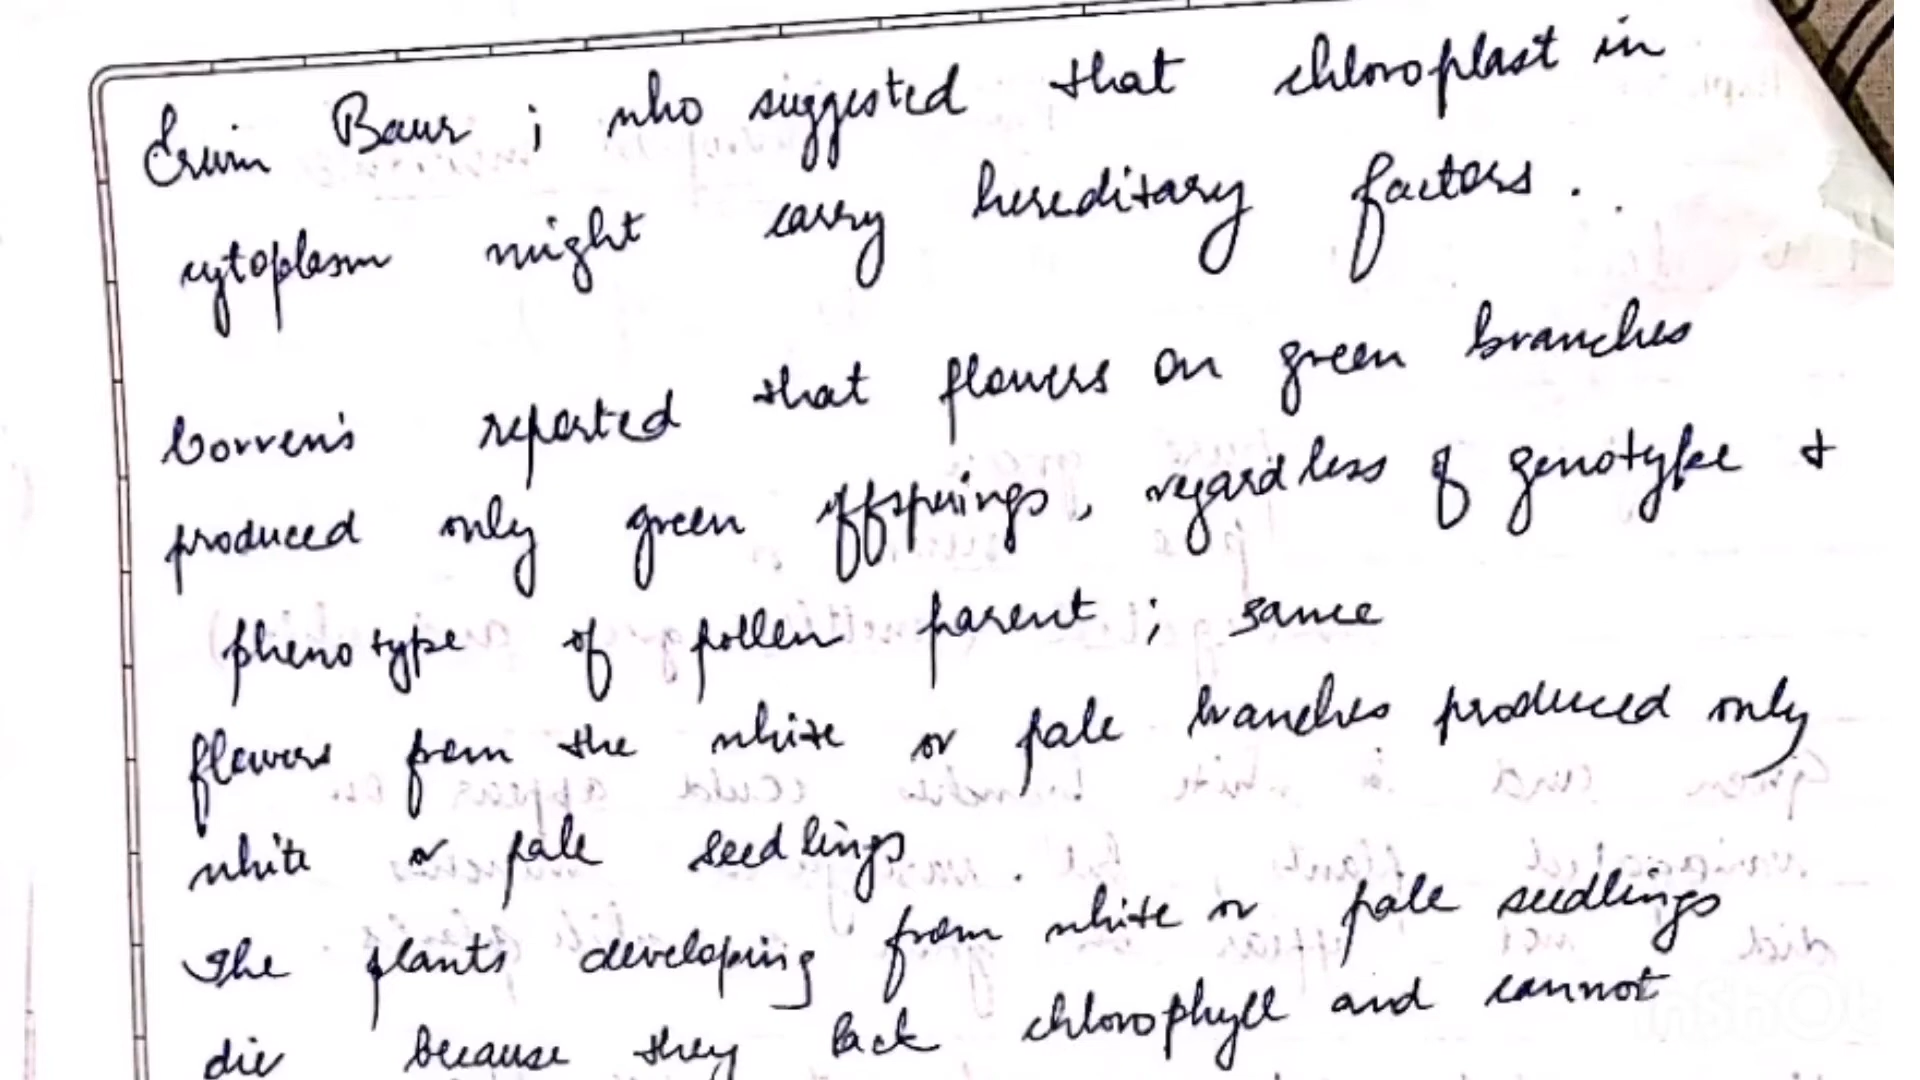 Erwin Baur ; who suggested that chloroplast in
cytoplasm might carry hereditary factors.
Corren's reported that flowers on green branches
produced only green offsprings, regardless of genotype &
phenotype of pollen parent ; same
flowers from the white or pale branches produced only
white or pale seedlings.
The plants developing from white or pale seedlings
die because they lack chlorophyll and cannot